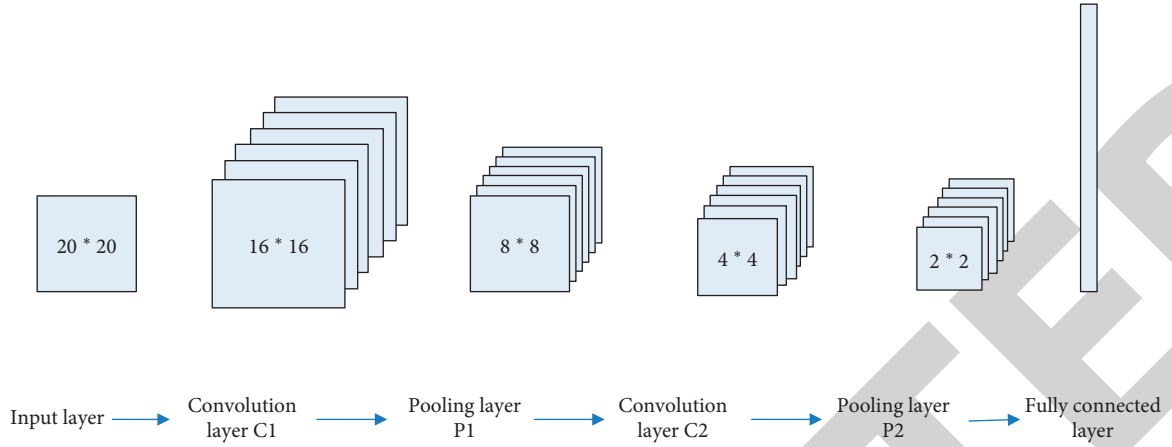 20 * 20
16 * 16
8 * 8
4 * 4
2 * 2
Input layer
Convolution
layer C1
Pooling layer
P1
Convolution
layer C2
Pooling layer
P2
Fully connected
layer
TE